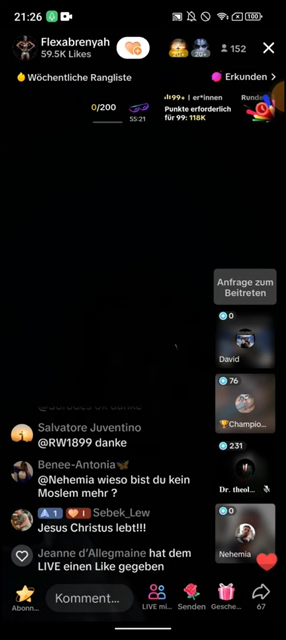 21:26
100
Flexabrenyah
59.5K Likes
152
Wöchentliche Rangliste
Erkunden >
0/200
55:21
99+ | er*innen
Runde
Punkte erforderlich
für 99: 118K
Anfrage zum
Beitreten
0
David
76
🏆Champio...
231
Dr. theol...
0
Nehemia
Salvatore Juventino
@RW1899 danke
Benee-Antonia🦋
@Nehemia wieso bist du kein
Moslem mehr ?
A 1 ♥ I Sebek_Lew
Jesus Christus lebt!!!
Jeanne d'Allegmaine hat dem
LIVE einen Like gegeben
Abonn...
Komment...
LIVE mi...
Senden
Gesche...
67